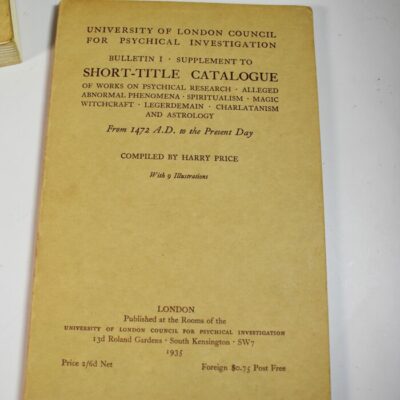 UNIVERSITY OF LONDON COUNCIL
FOR PSYCHICAL INVESTIGATION
BULLETIN I · SUPPLEMENT TO
SHORT-TITLE CATALOGUE
OF WORKS ON PSYCHICAL RESEARCH · ALLEGED
ABNORMAL PHENOMENA · SPIRITUALISM · MAGIC
WITCHCRAFT · LEGERDEMAIN · CHARLATANISM
AND ASTROLOGY
From 1472 A.D. to the Present Day
COMPILED BY HARRY PRICE
With 9 Illustrations
LONDON
Published at the Rooms of the
UNIVERSITY OF LONDON COUNCIL FOR PSYCHICAL INVESTIGATION
13d Roland Gardens · South Kensington · SW7
1935
Price 2/6d Net Foreign $0.75 Post Free